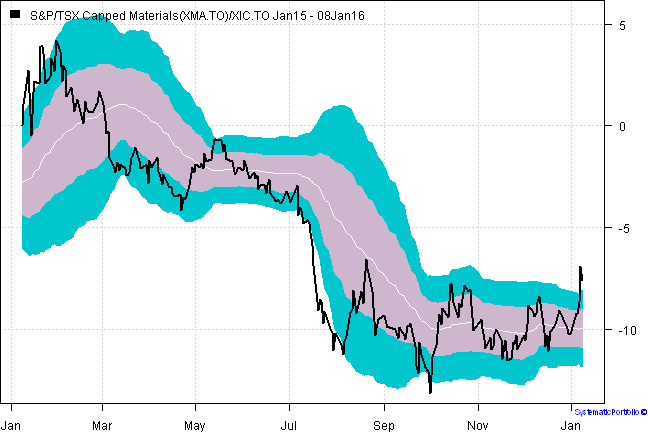 S&P/TSX Capped Materials(XMA.TO)/XIC.TO Jan15 - 08Jan16
5
0
-5
-10
Jan Mar May Jul Sep Nov Jan
SystematicPortfolio ©